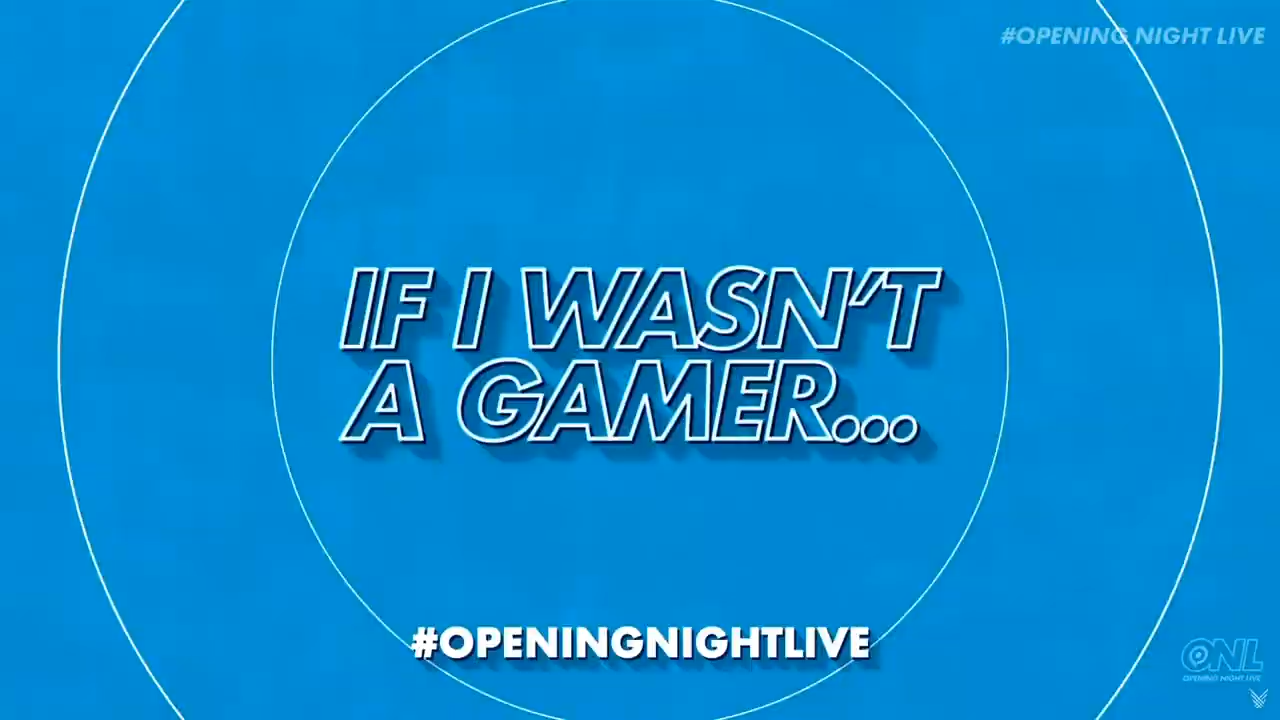 #OPENING NIGHT LIVE
IF I WASN'T
A GAMER...
#OPENINGNIGHTLIVE
ONL
OPENING NIGHT LIVE